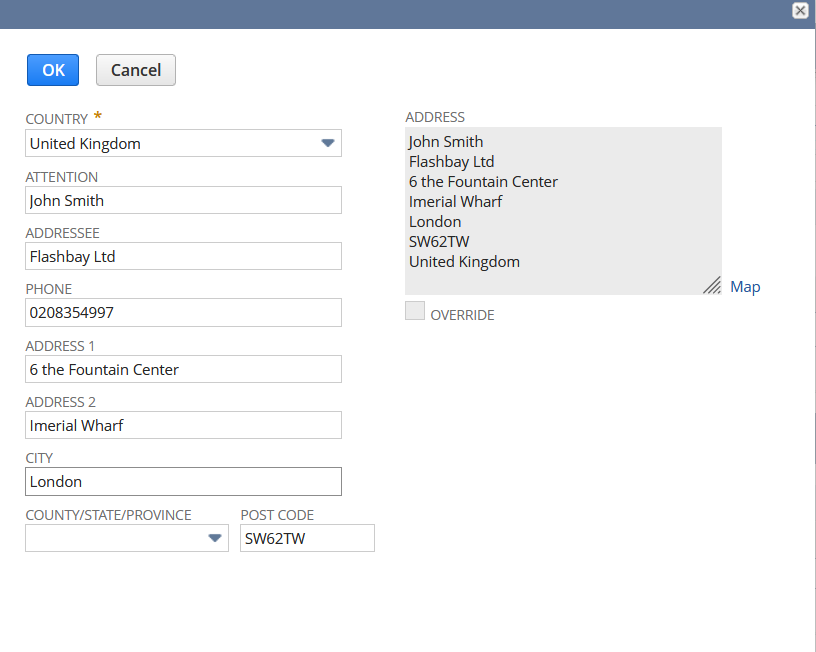 OK Cancel
COUNTRY *
United Kingdom
ATTENTION
John Smith
ADDRESSEE
Flashbay Ltd
PHONE
0208354997
ADDRESS 1
6 the Fountain Center
ADDRESS 2
Imerial Wharf
CITY
London
COUNTY/STATE/PROVINCE POST CODE
SW62TW
ADDRESS
John Smith
Flashbay Ltd
6 the Fountain Center
Imerial Wharf
London
SW62TW
United Kingdom
Map
OVERRIDE